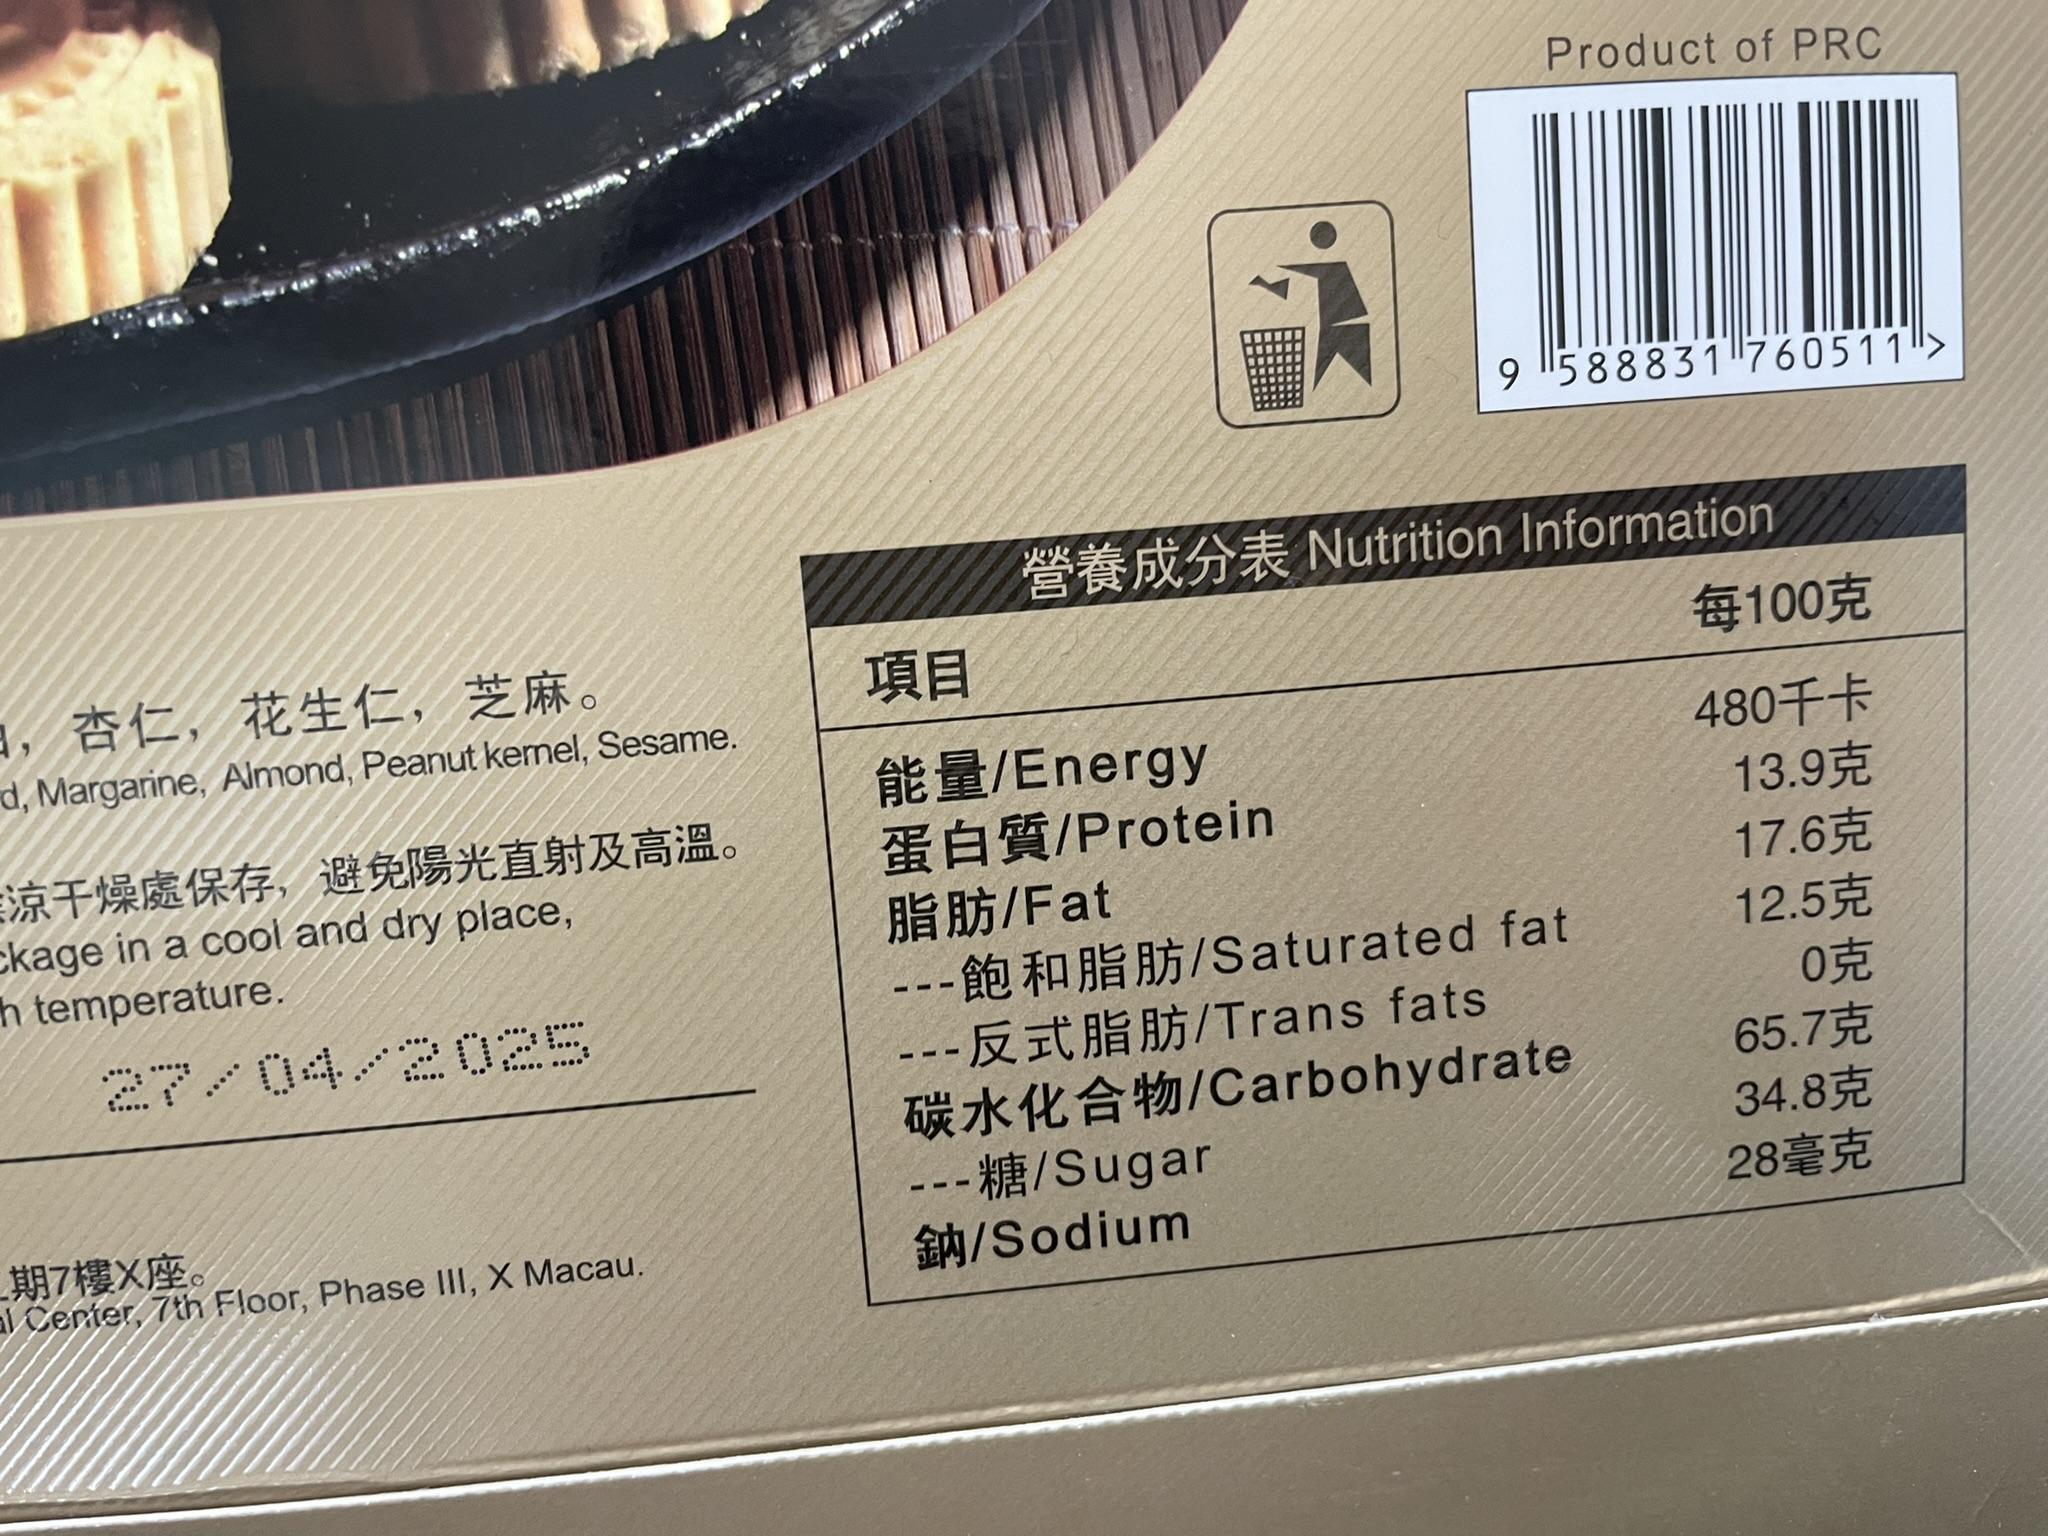 Product of PRC
9 588831 760511 >
營養成分表 Nutrition Information
項目 每100克
能量/Energy 480千卡
蛋白質/Protein 13.9克
脂肪/Fat 17.6克
---飽和脂肪/Saturated fat 12.5克
---反式脂肪/Trans fats 0克
碳水化合物/Carbohydrate 65.7克
---糖/Sugar 34.8克
鈉/Sodium 28毫克
，杏仁，花生仁，芝麻。
d, Margarine, Almond, Peanut kernel, Sesame.
涼干燥處保存，避免陽光直射及高溫。
ckage in a cool and dry place,
h temperature.
27/04/2025
期7樓X座。
al Center, 7th Floor, Phase III, X Macau.